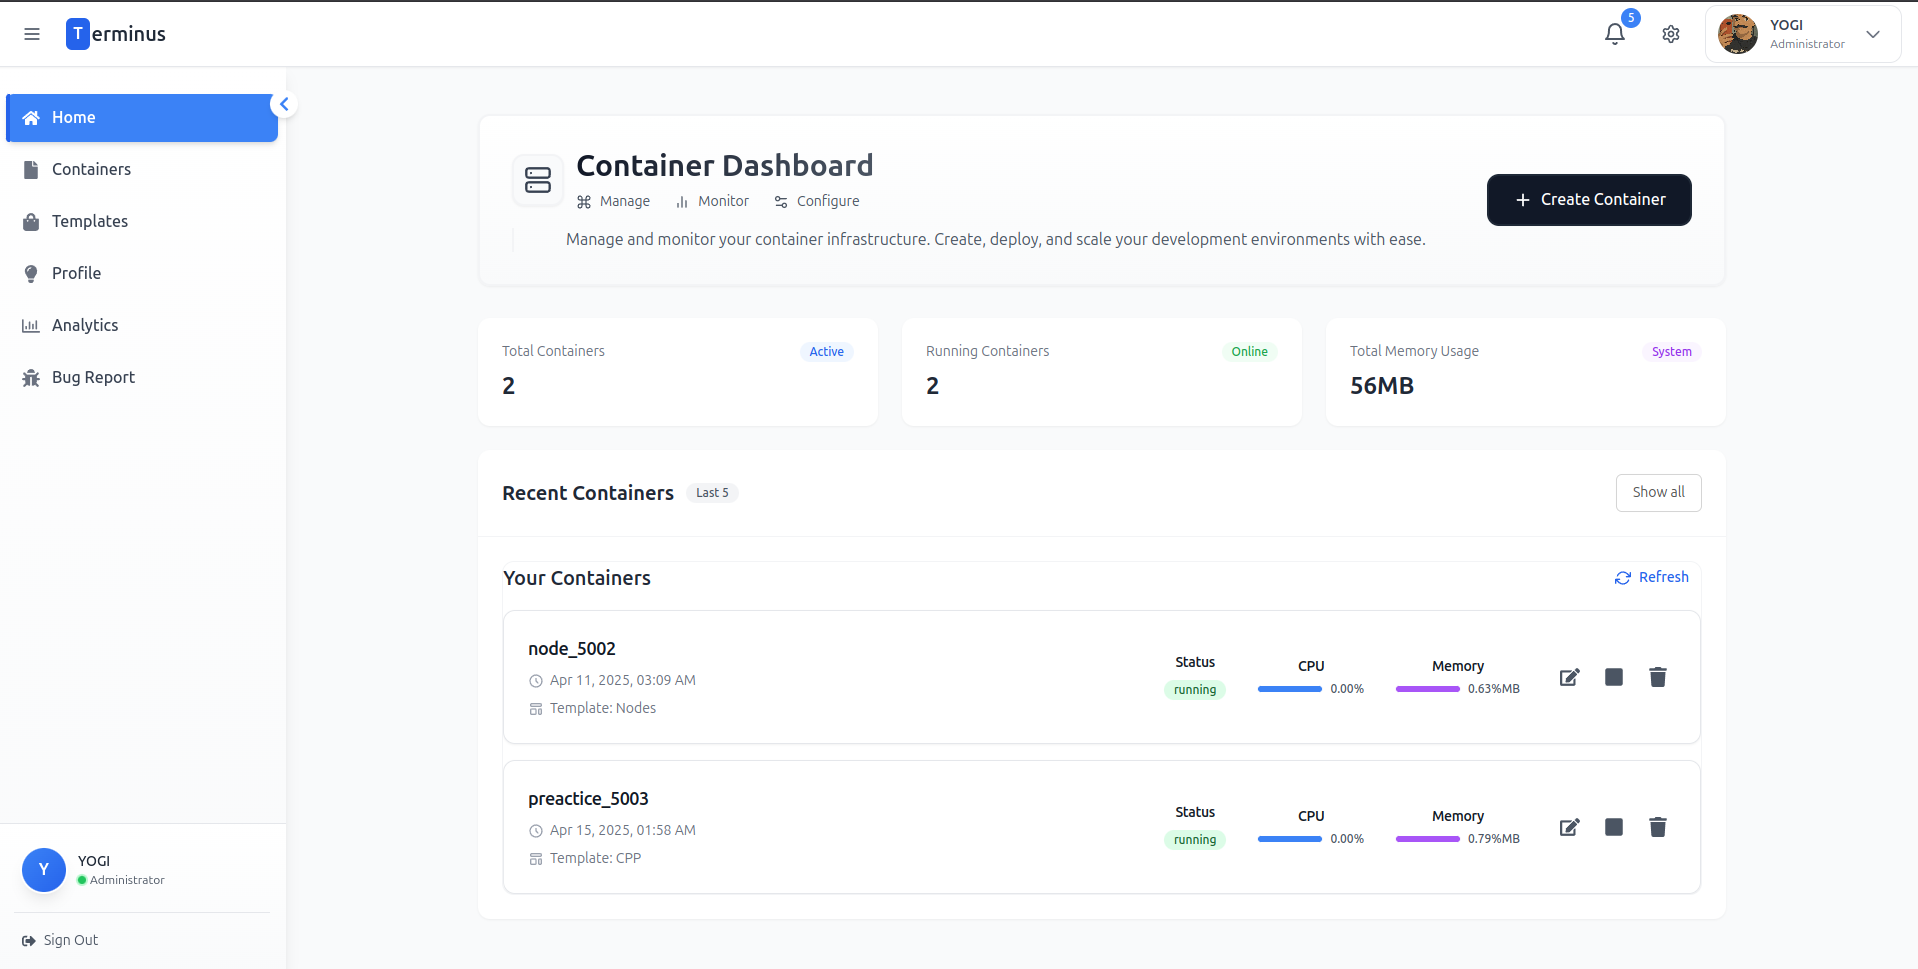 Terminus
5
YOGI
Administrator
Home
Containers
Templates
Profile
Analytics
Bug Report
Y
YOGI
Administrator
Sign Out
Container Dashboard
Manage Monitor Configure
Manage and monitor your container infrastructure. Create, deploy, and scale your development environments with ease.
+ Create Container
Total Containers Active
2
Running Containers Online
2
Total Memory Usage System
56MB
Recent Containers Last 5 Show all
Your Containers Refresh
node_5002
Apr 11, 2025, 03:09 AM
Template: Nodes
Status CPU Memory
running 0.00% 0.63%MB
preactice_5003
Apr 15, 2025, 01:58 AM
Template: CPP
Status CPU Memory
running 0.00% 0.79%MB